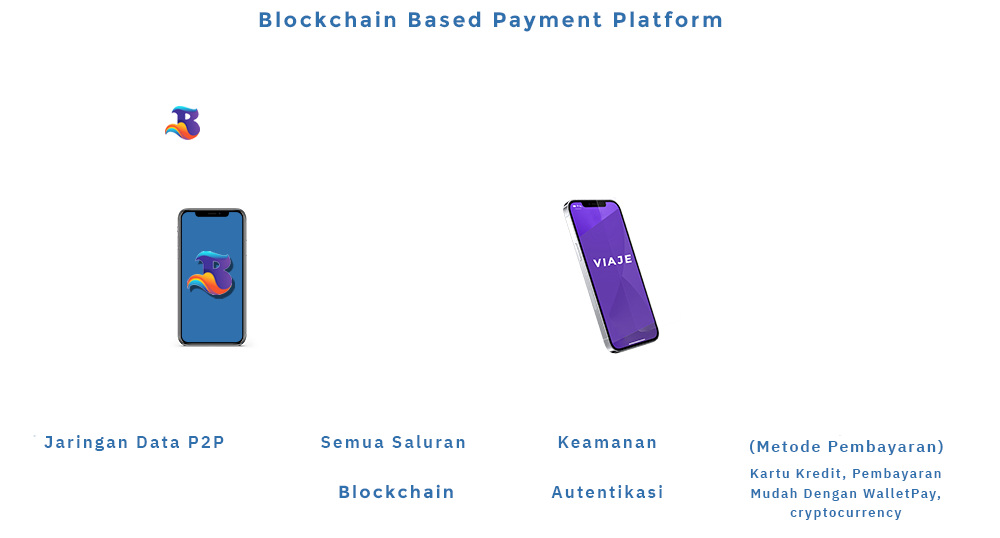 Blockchain Based Payment Platform
B
B
VIAJE
Jaringan Data P2P
Semua Saluran
Keamanan
(Metode Pembayaran)
Kartu Kredit, Pembayaran
Blockchain
Autentikasi
Mudah Dengan WalletPay,
cryptocurrency